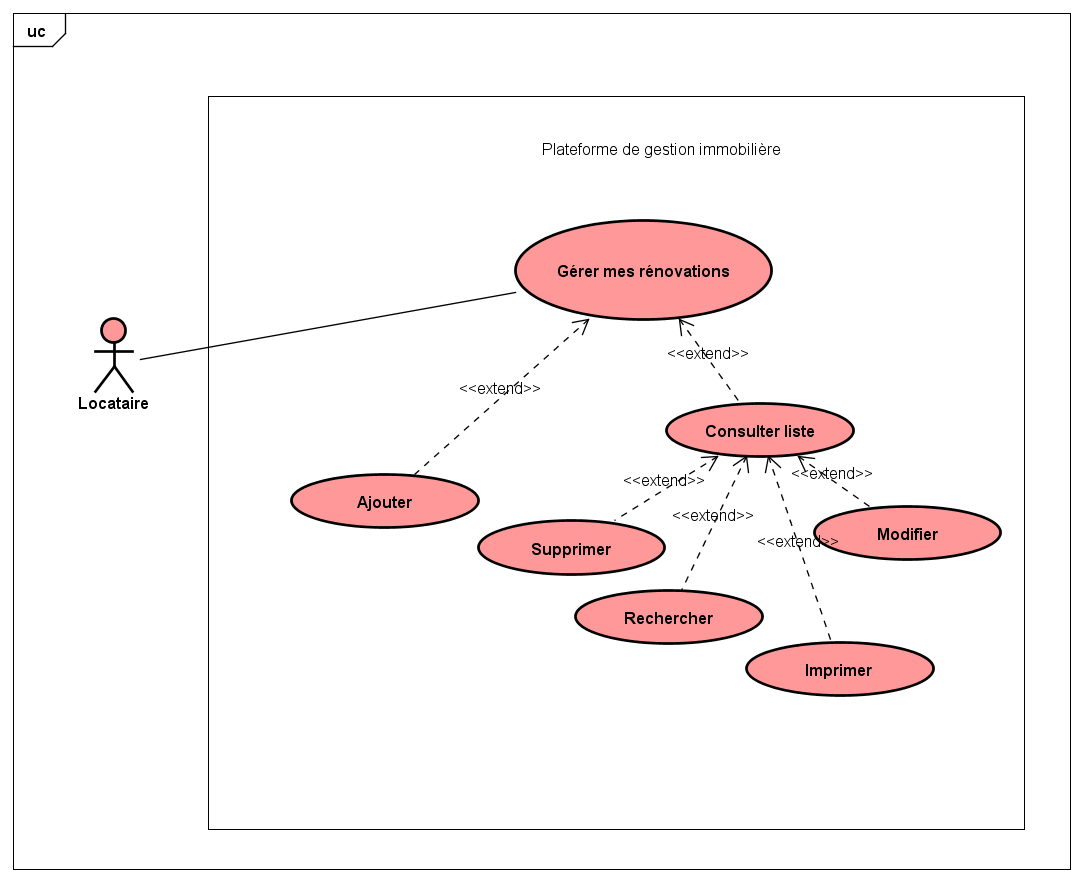 uc
Plateforme de gestion immobilière
Gérer mes rénovations
<<extend>>
<<extend>>
Locataire
Consulter liste
<<extend>>
<<extend>>
Ajouter
<<extend>>
Modifier
<<extend>>
Supprimer
Rechercher
Imprimer